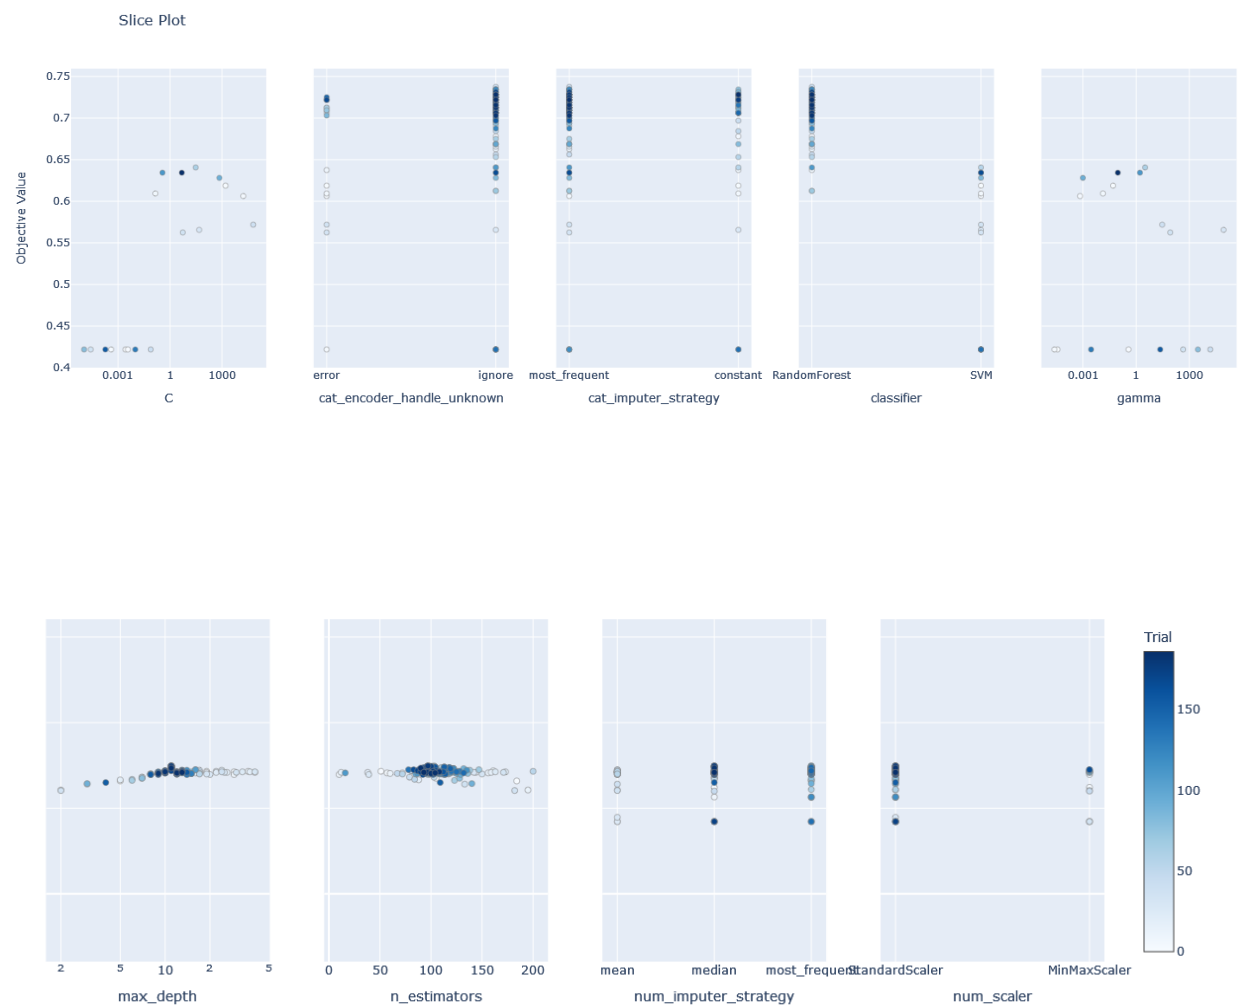 Slice Plot
0.75
0.7
0.65
0.6
0.55
0.5
0.45
0.4
Objective Value
0.001 1 1000
C
error ignore
cat_encoder_handle_unknown
most_frequent constant
cat_imputer_strategy
RandomForest SVM
classifier
0.001 1 1000
gamma
2 5 10 2 5
max_depth
0 50 100 150 200
n_estimators
mean median most_frequent
num_imputer_strategy
StandardScaler MinMaxScaler
num_scaler
Trial
150
100
50
0